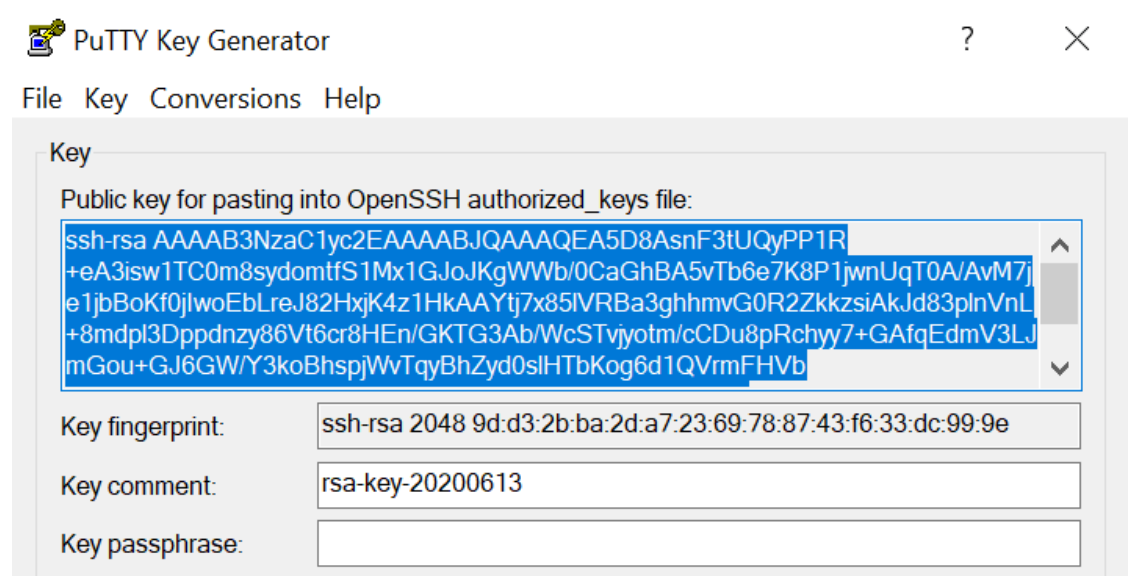 PuTTY Key Generator
File Key Conversions Help
Key
Public key for pasting into OpenSSH authorized_keys file:
ssh-rsa AAAAB3NzaC1yc2EAAAABJQAAAQEA5D8AsnF3tUQyPP1R
+eA3isw1TC0m8sydomtfS1Mx1GJoJKgWWb/0CaGhBA5vTb6e7K8P1jwnUqT0A/AvM7j
e1jbBoKf0jIwoEbLreJ82HxjK4z1HkAAYtj7x85lVRBa3ghhmvG0R2ZkkzsiAkJd83pInVnL
+8mdpl3Dppdnzy86Vt6cr8HEn/GKTG3Ab/WcSTvjyotm/cCDu8pRchyy7+GAfqEdmV3LJ
mGou+GJ6GW/Y3koBhspjWvTqyBhZyd0slHTbKog6d1QVrmFHVb
Key fingerprint: ssh-rsa 2048 9d:d3:2b:ba:2d:a7:23:69:78:87:43:f6:33:dc:99:9e
Key comment: rsa-key-20200613
Key passphrase: